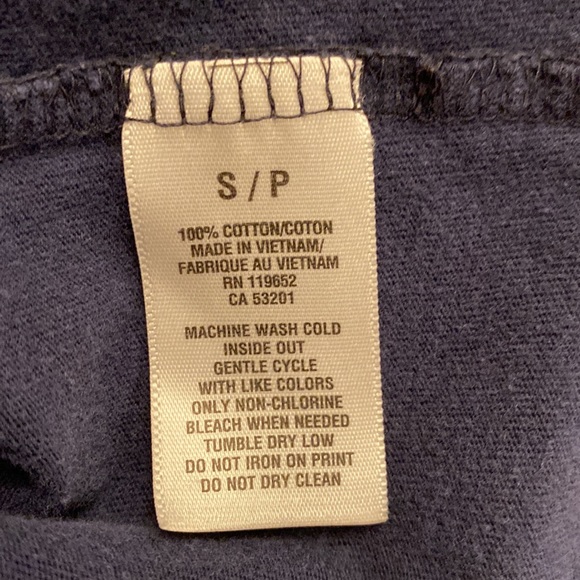 S / P
100% COTTON/COTON
MADE IN VIETNAM/
FABRIQUE AU VIETNAM
RN 119652
CA 53201
MACHINE WASH COLD
INSIDE OUT
GENTLE CYCLE
WITH LIKE COLORS
ONLY NON-CHLORINE
BLEACH WHEN NEEDED
TUMBLE DRY LOW
DO NOT IRON ON PRINT
DO NOT DRY CLEAN